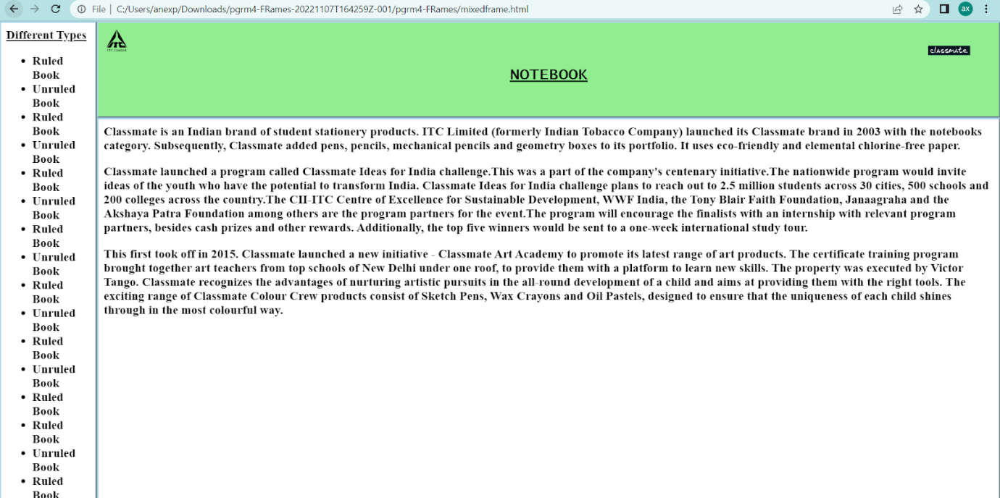 File | C:/Users/anexp/Downloads/pgrm4-FRames-20221107T164259Z-001/pgrm4-FRames/mixedframe.html
ax
Different Types
• Ruled
Book
• Unruled
Book
• Ruled
Book
• Unruled
Book
• Ruled
Book
• Unruled
Book
• Ruled
Book
• Unruled
Book
• Ruled
Book
• Unruled
Book
• Ruled
Book
• Unruled
Book
• Ruled
Book
• Ruled
Book
• Unruled
Book
• Ruled
Book
ITC Limited
classmate
NOTEBOOK
Classmate is an Indian brand of student stationery products. ITC Limited (formerly Indian Tobacco Company) launched its Classmate brand in 2003 with the notebooks
category. Subsequently, Classmate added pens, pencils, mechanical pencils and geometry boxes to its portfolio. It uses eco-friendly and elemental chlorine-free paper.
Classmate launched a program called Classmate Ideas for India challenge.This was a part of the company's centenary initiative.The nationwide program would invite
ideas of the youth who have the potential to transform India. Classmate Ideas for India challenge plans to reach out to 2.5 million students across 30 cities, 500 schools and
200 colleges across the country.The CII-ITC Centre of Excellence for Sustainable Development, WWF India, the Tony Blair Faith Foundation, Janaagraha and the
Akshaya Patra Foundation among others are the program partners for the event.The program will encourage the finalists with an internship with relevant program
partners, besides cash prizes and other rewards. Additionally, the top five winners would be sent to a one-week international study tour.
This first took off in 2015. Classmate launched a new initiative - Classmate Art Academy to promote its latest range of art products. The certificate training program
brought together art teachers from top schools of New Delhi under one roof, to provide them with a platform to learn new skills. The property was executed by Victor
Tango. Classmate recognizes the advantages of nurturing artistic pursuits in the all-round development of a child and aims at providing them with the right tools. The
exciting range of Classmate Colour Crew products consist of Sketch Pens, Wax Crayons and Oil Pastels, designed to ensure that the uniqueness of each child shines
through in the most colourful way.